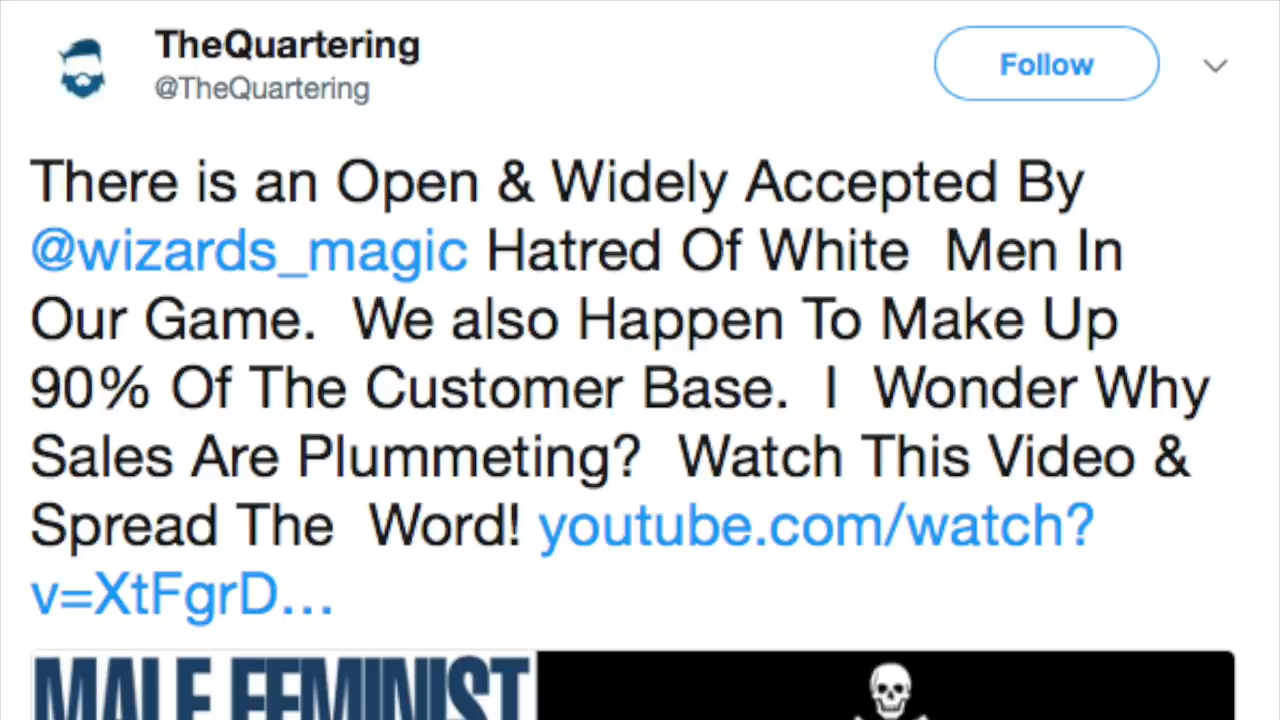 TheQuartering
@TheQuartering
Follow
There is an Open & Widely Accepted By
@wizards_magic Hatred Of White Men In
Our Game. We also Happen To Make Up
90% Of The Customer Base. I Wonder Why
Sales Are Plummeting? Watch This Video &
Spread The Word! youtube.com/watch?
v=XtFgrD…
MALE FEMINIST